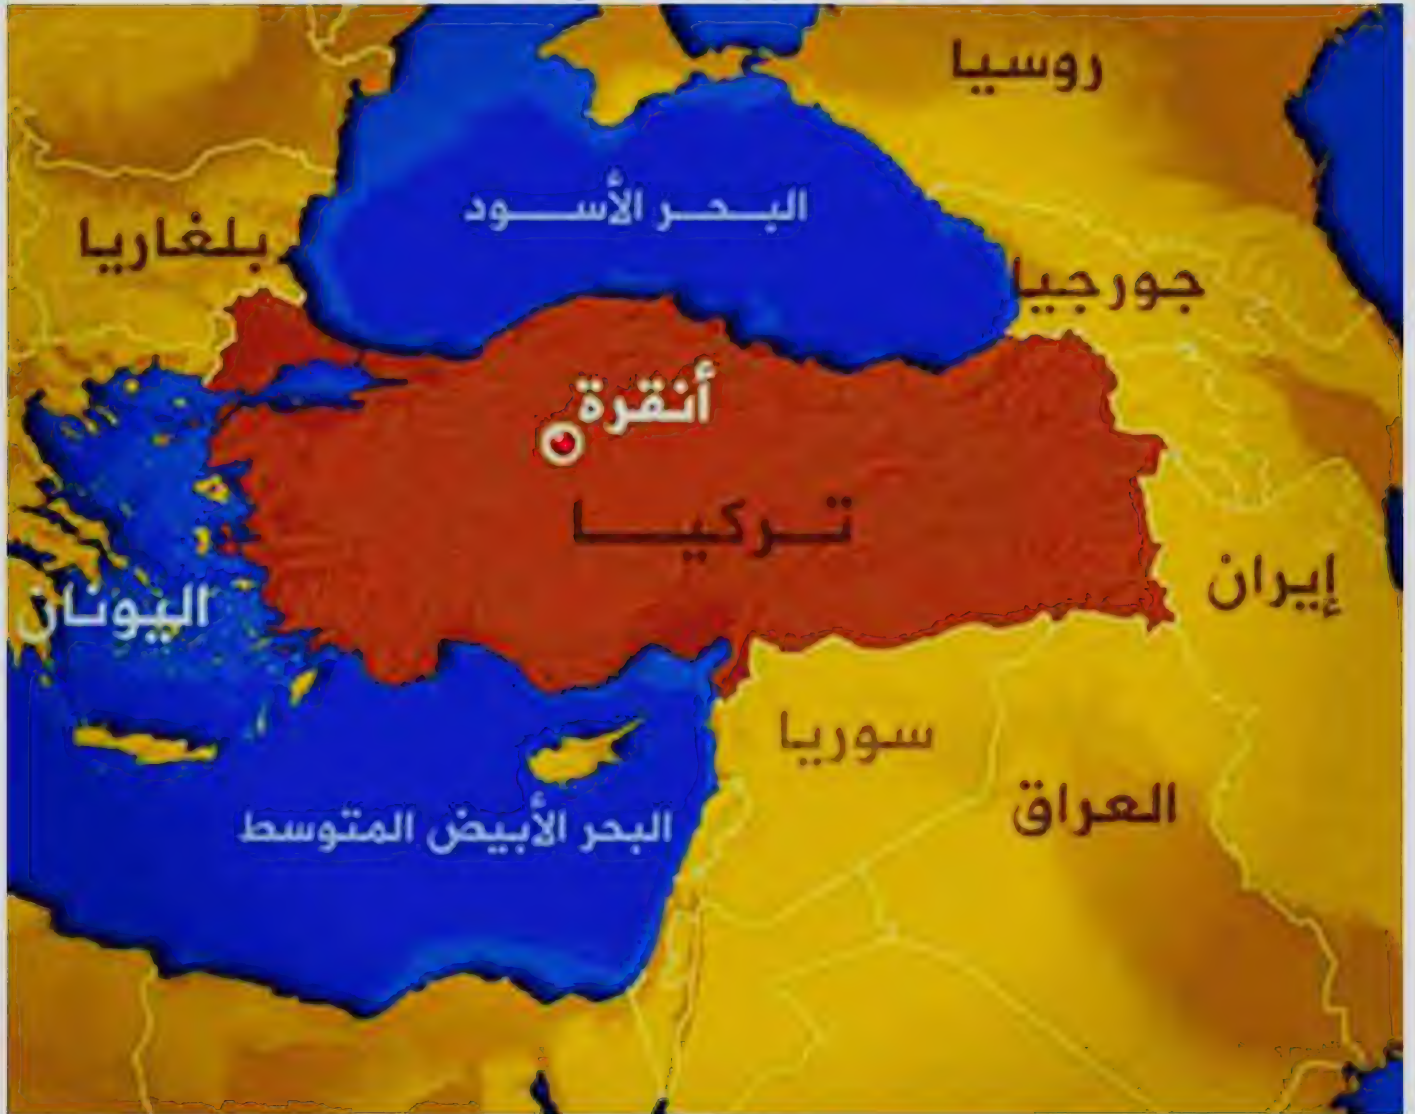 روسيا
البحر الأسود
بلغاريا
جورجيا
أنقرة
تركيا
إيران
اليونان
سوريا
العراق
البحر الأبيض المتوسط